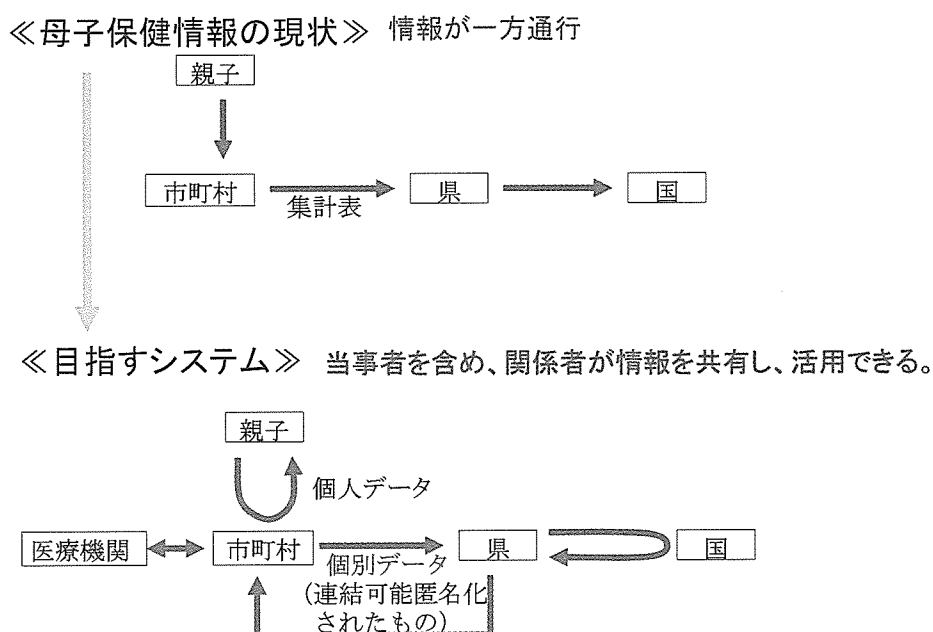 ≪母子保健情報の現状≫ 情報が一方通行
親子
市町村
集計表
県
国
≪目指すシステム≫ 当事者を含め、関係者が情報を共有し、活用できる。
親子
個人データ
医療機関
市町村
個別データ
(連結可能匿名化
されたもの)
県
国